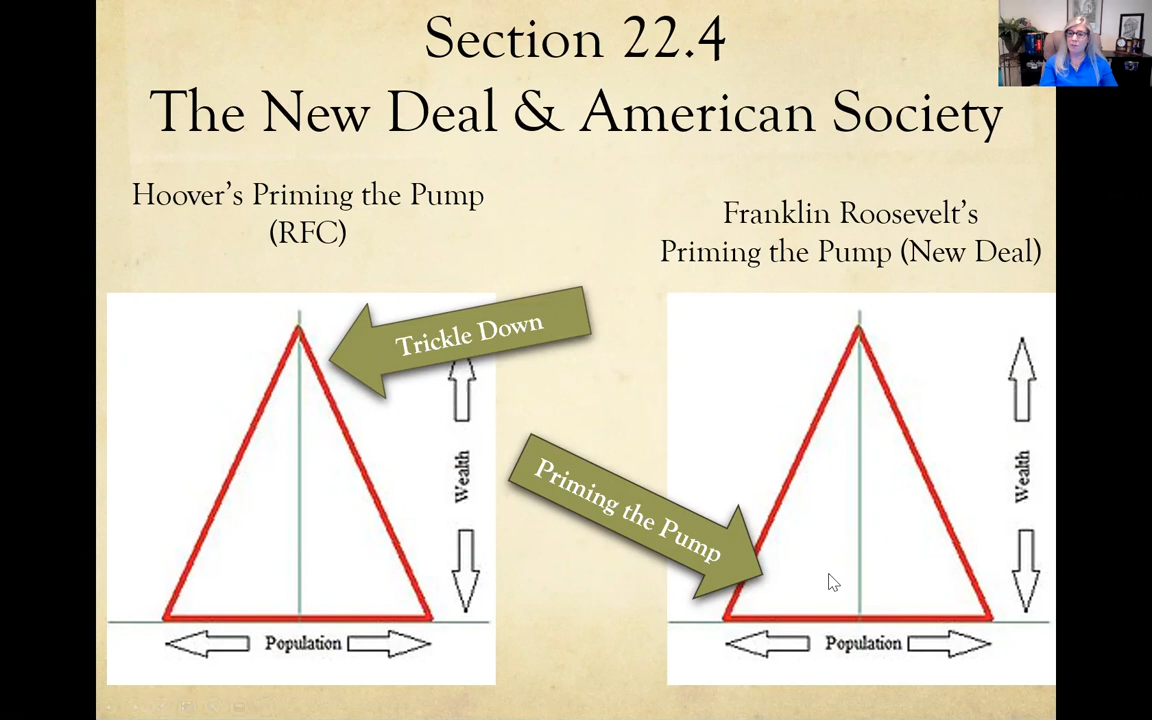 Section 22.4
The New Deal & American Society
Hoover's Priming the Pump
(RFC)
Franklin Roosevelt's
Priming the Pump (New Deal)
Trickle Down
Wealth
Population
Priming the Pump
Wealth
Population